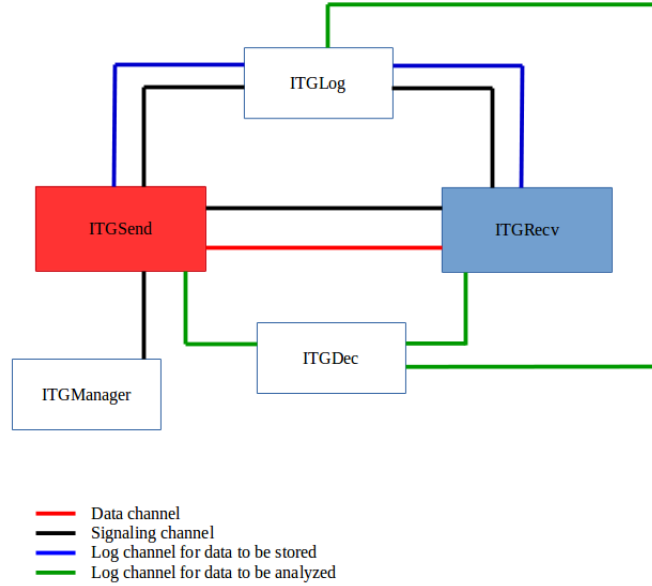 ITGLog
ITGSend
ITGRecv
ITGDec
ITGManager
Data channel
Signaling channel
Log channel for data to be stored
Log channel for data to be analyzed